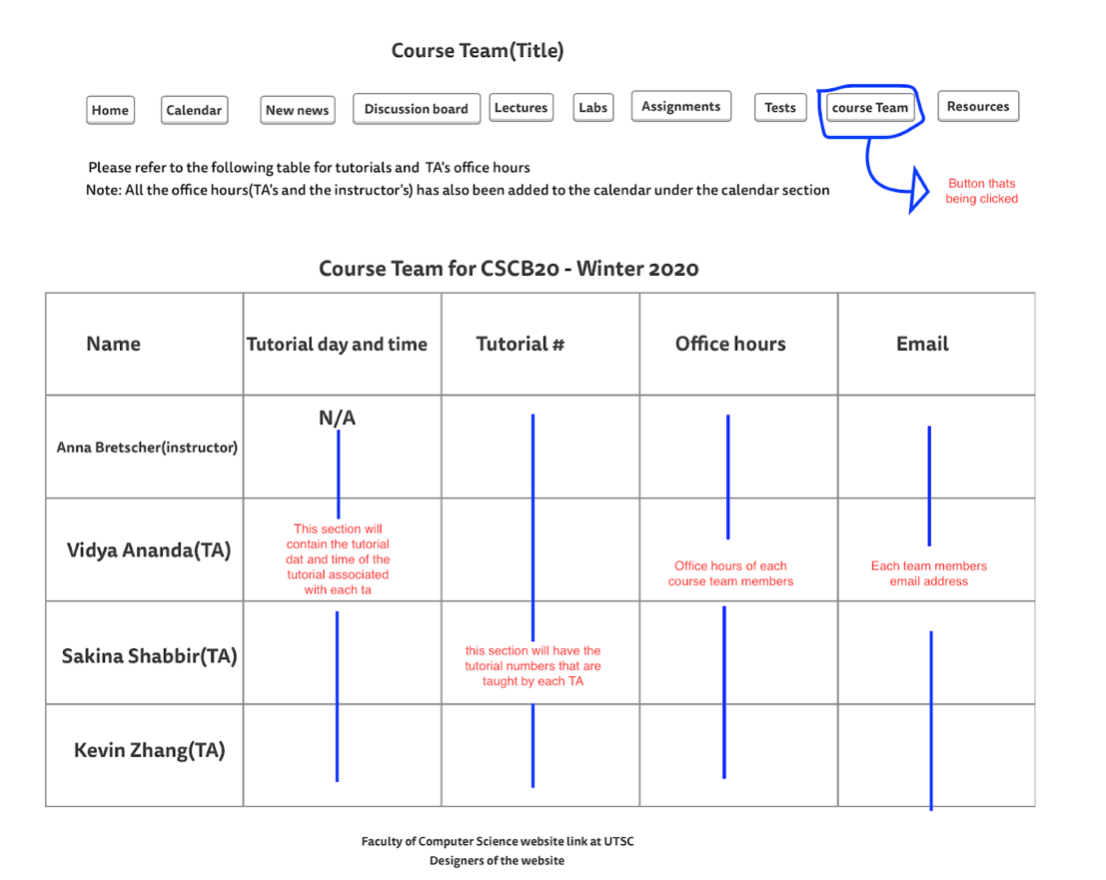 Course Team(Title)
Home Calendar New news Discussion board Lectures Labs Assignments Tests course Team Resources
Please refer to the following table for tutorials and TA's office hours
Note: All the office hours(TA's and the instructor's) has also been added to the calendar under the calendar section
Button thats
being clicked
Course Team for CSCB20 - Winter 2020
Name Tutorial day and time Tutorial # Office hours Email
N/A
Anna Bretscher(instructor)
Vidya Ananda(TA)
This section will
contain the tutorial
dat and time of the
tutorial associated
with each ta
Office hours of each
course team members
Each team members
email address
Sakina Shabbir(TA)
this section will have the
tutorial numbers that are
taught by each TA
Kevin Zhang(TA)
Faculty of Computer Science website link at UTSC
Designers of the website